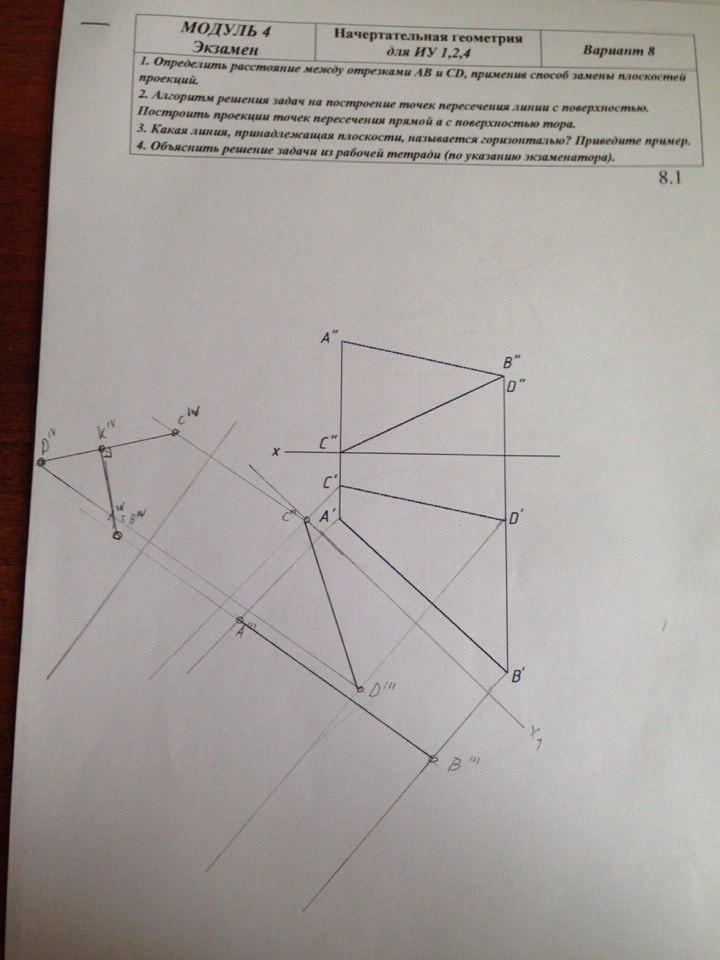 МОДУЛЬ 4
Экзамен
Начертательная геометрия
для ИУ 1,2,4
Вариант 8
1. Определить расстояние между отрезками AB и CD, применив способ замены плоскостей
проекций.
2. Алгоритм решения задач на построение точек пересечения линии с поверхностью.
Построить проекции точек пересечения прямой а с поверхностью тора.
3. Какая линия, принадлежащая плоскости, называется горизонталью? Приведите пример.
4. Объяснить решение задачи из рабочей тетради (по указанию экзаменатора).
8.1
A"
B"
D"
C"
x
C'
A'
D'
B'
C"'
A"'
D"'
B"'
X₁
D^IV
K^IV
C^IV
B^IV